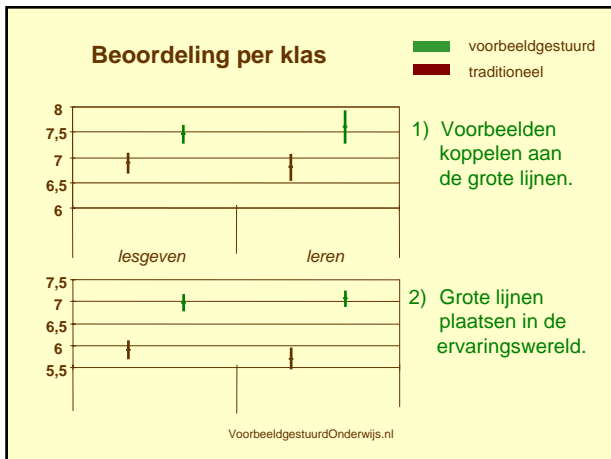 Beoordeling per klas
voorbeeldgestuurd
traditioneel
8
7,5
7
6,5
6
1) Voorbeelden
koppelen aan
de grote lijnen.
lesgeven
leren
7,5
7
6,5
6
5,5
2) Grote lijnen
plaatsen in de
ervaringswereld.
VoorbeeldgestuurdOnderwijs.nl